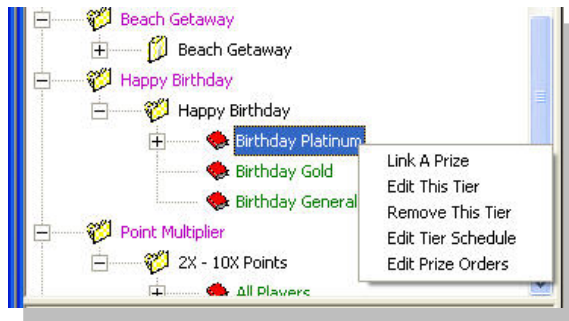 Beach Getaway
Beach Getaway
Happy Birthday
Happy Birthday
Birthday Platinum
Birthday Gold
Birthday General
Point Multiplier
2X - 10X Points
All Players
Link A Prize
Edit This Tier
Remove This Tier
Edit Tier Schedule
Edit Prize Orders